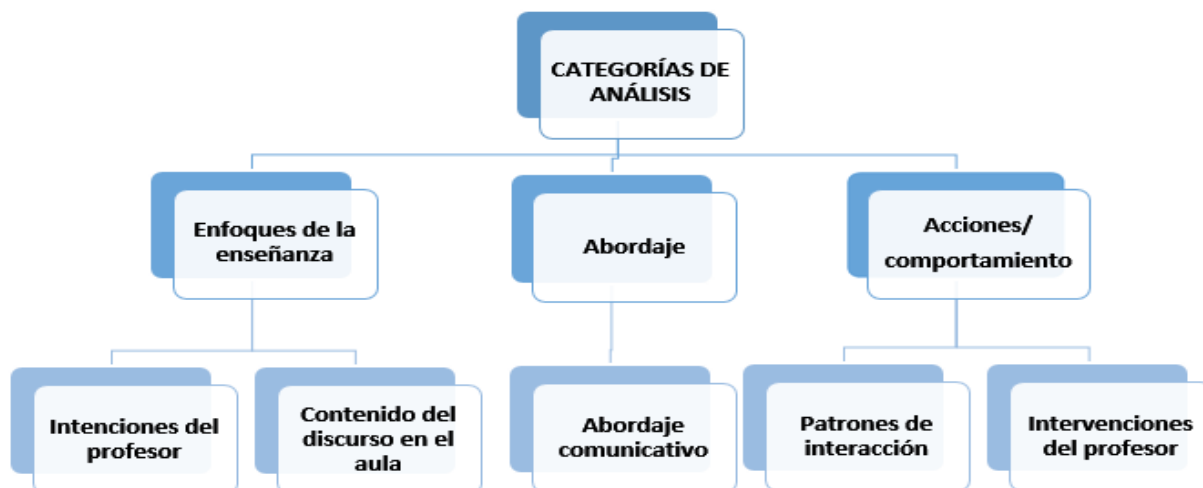 CATEGORÍAS DE
ANÁLISIS
Enfoques de la
enseñanza
Abordaje
Acciones/
comportamiento
Intenciones del
profesor
Contenido del
discurso en el
aula
Abordaje
comunicativo
Patrones de
interacción
Intervenciones
del profesor